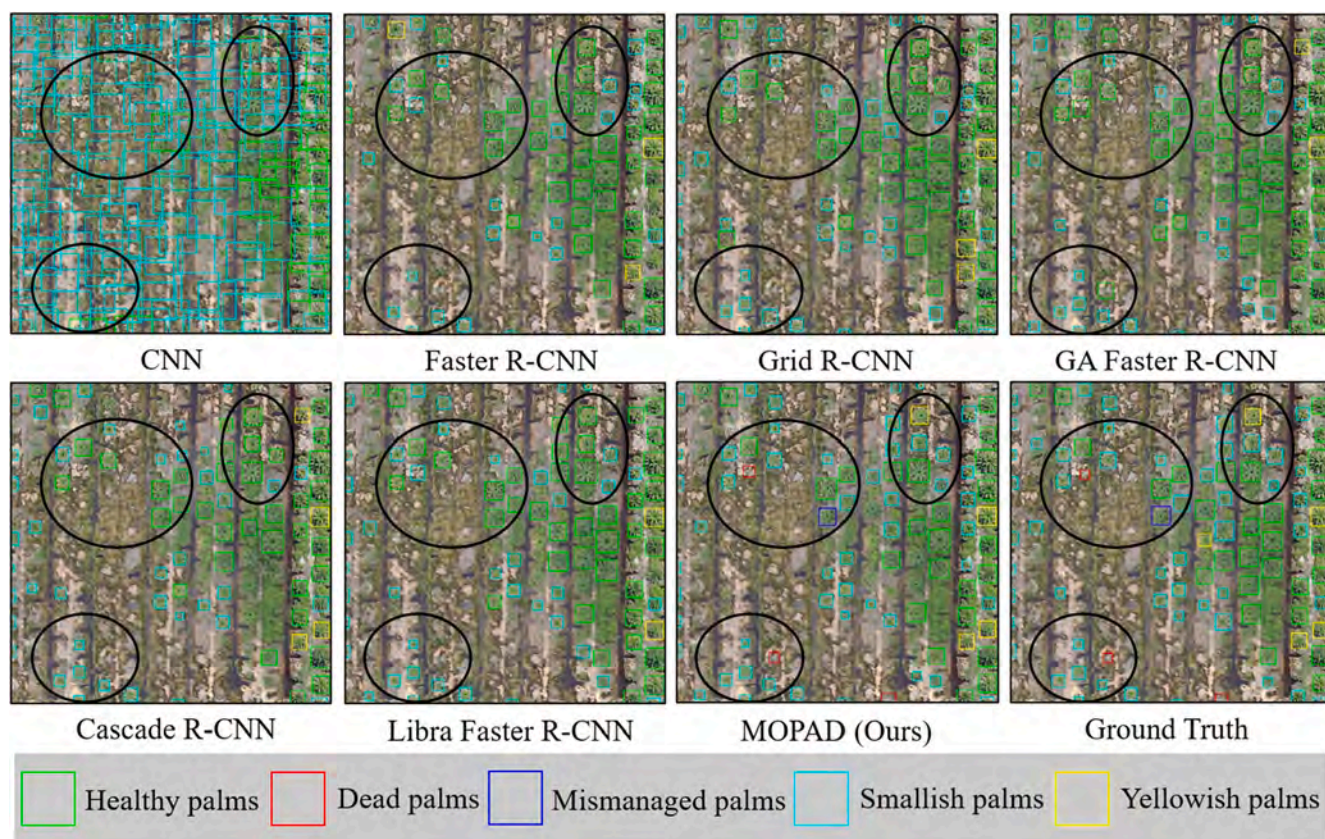 CNN
Faster R-CNN
Grid R-CNN
GA Faster R-CNN
Cascade R-CNN
Libra Faster R-CNN
MOPAD (Ours)
Ground Truth
Healthy palms
Dead palms
Mismanaged palms
Smallish palms
Yellowish palms